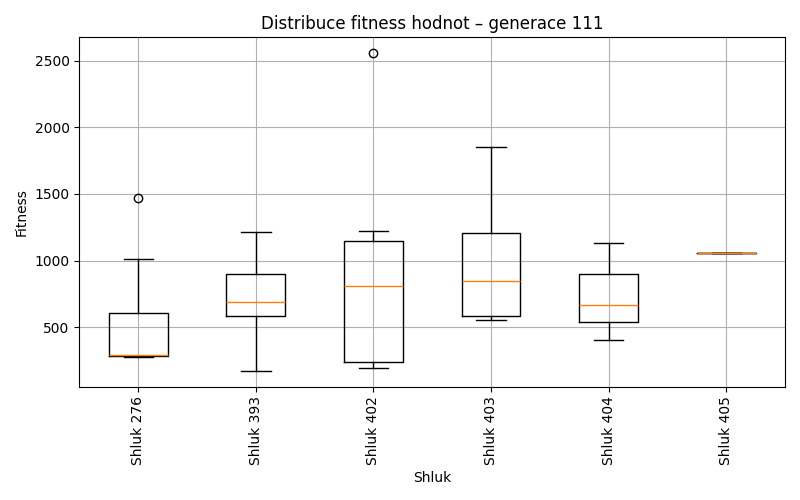 Distribuce fitness hodnot – generace 111
Fitness
2500
2000
1500
1000
500
Shluk 276
Shluk 393
Shluk 402
Shluk 403
Shluk 404
Shluk 405
Shluk